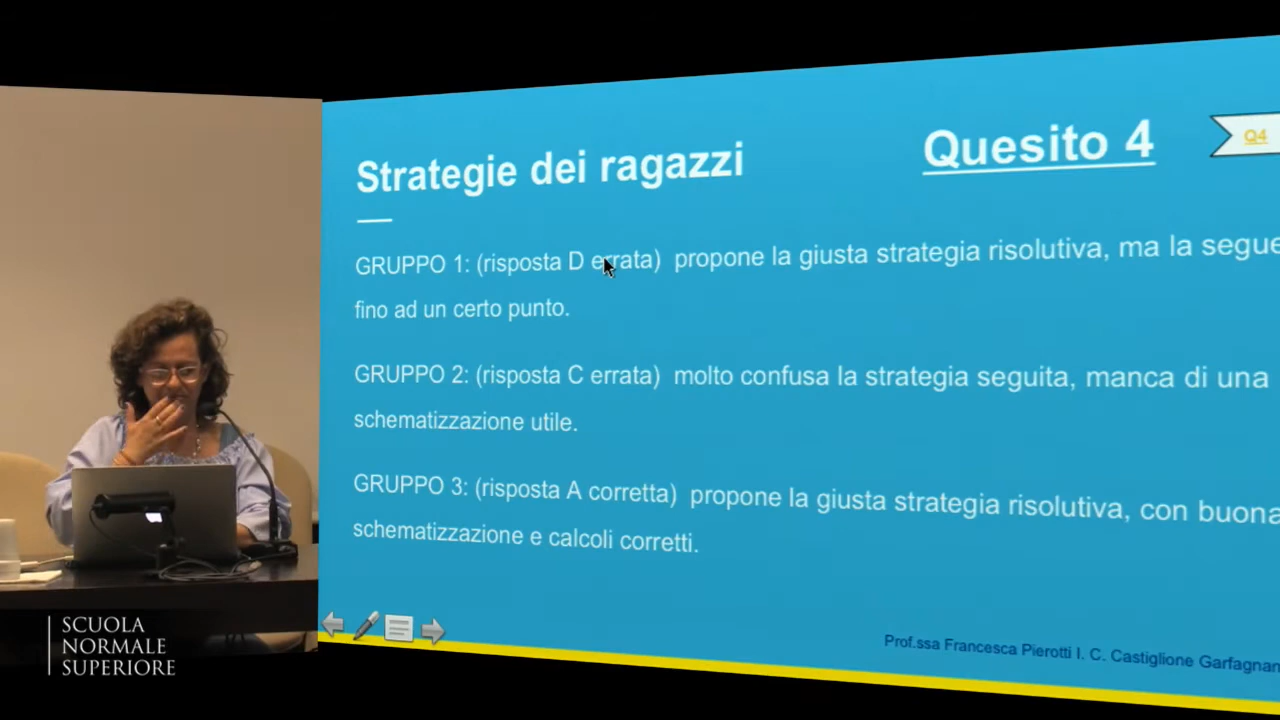 Strategie dei ragazzi
Quesito 4
Q4
GRUPPO 1: (risposta D errata) propone la giusta strategia risolutiva, ma la segue
fino ad un certo punto.
GRUPPO 2: (risposta C errata) molto confusa la strategia seguita, manca di una
schematizzazione utile.
GRUPPO 3: (risposta A corretta) propone la giusta strategia risolutiva, con buona
schematizzazione e calcoli corretti.
Prof.ssa Francesca Pierotti I. C. Castiglione Garfagnan
SCUOLA
NORMALE
SUPERIORE